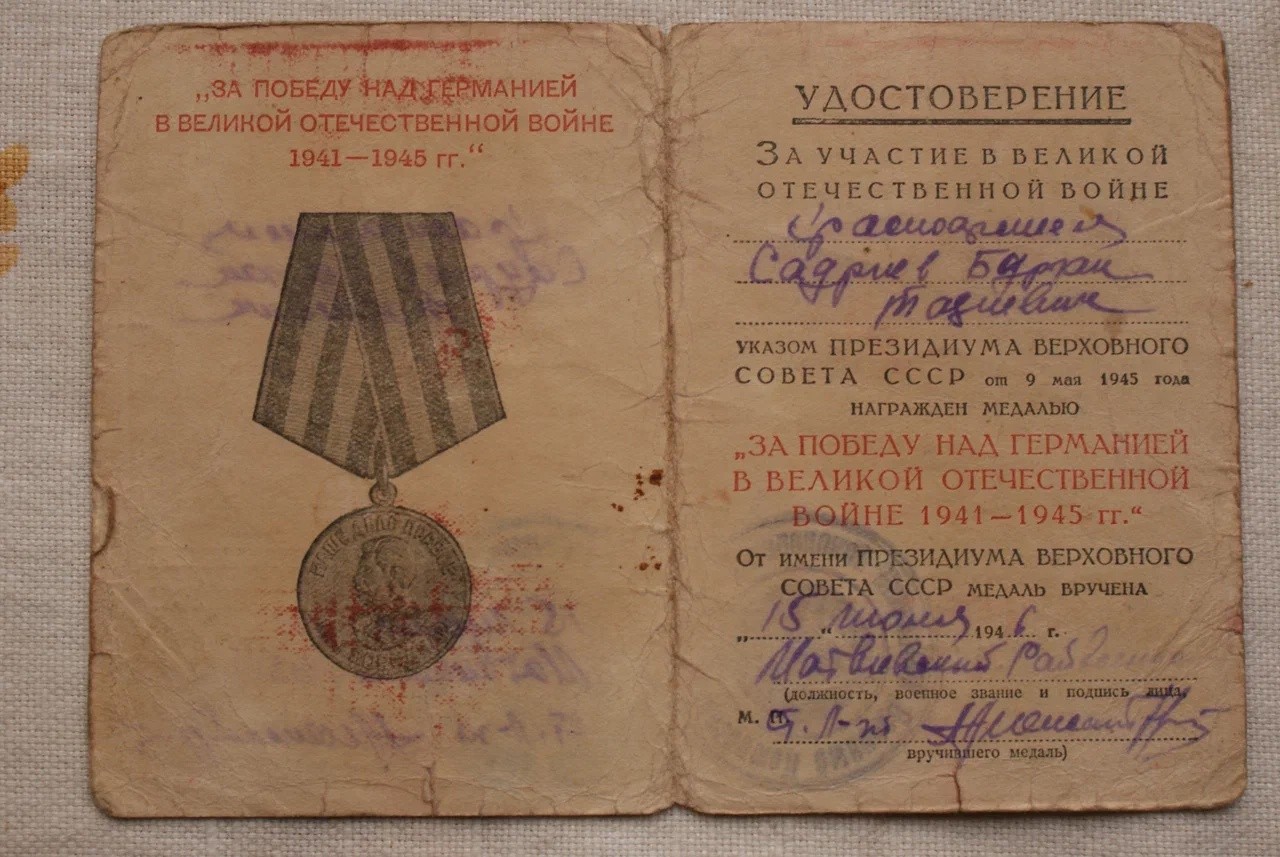 „ЗА ПОБЕДУ НАД ГЕРМАНИЕЙ
В ВЕЛИКОЙ ОТЕЧЕСТВЕННОЙ ВОЙНЕ
1941—1945 гг.“
УДОСТОВЕРЕНИЕ
ЗА УЧАСТИЕ В ВЕЛИКОЙ
ОТЕЧЕСТВЕННОЙ ВОЙНЕ
Садриев
УКАЗОМ ПРЕЗИДИУМА ВЕРХОВНОГО
СОВЕТА СССР от 9 мая 1945 года
НАГРАЖДЕН МЕДАЛЬЮ
„ЗА ПОБЕДУ НАД ГЕРМАНИЕЙ
В ВЕЛИКОЙ ОТЕЧЕСТВЕННОЙ
ВОЙНЕ 1941—1945 гг.“
ОТ ИМЕНИ ПРЕЗИДИУМА ВЕРХОВНОГО
СОВЕТА СССР МЕДАЛЬ ВРУЧЕНА
„15“ июня 1946 г.
(должность, военное звание и подпись лица,
М. П.
вручившего медаль)